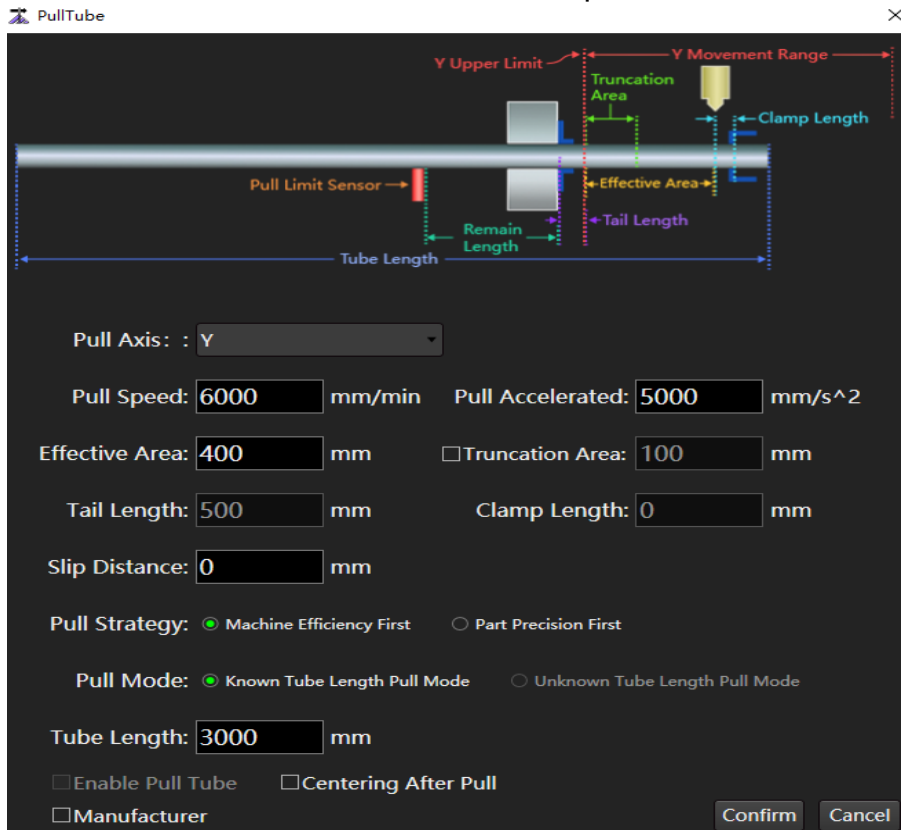 PullTube
Y Upper Limit
Y Movement Range
Truncation
Area
Clamp Length
Pull Limit Sensor
Effective Area
Tail Length
Remain
Length
Tube Length
Pull Axis: : Y
Pull Speed: 6000 mm/min Pull Accelerated: 5000 mm/s^2
Effective Area: 400 mm Truncation Area: 100 mm
Tail Length: 500 mm Clamp Length: 0 mm
Slip Distance: 0 mm
Pull Strategy: Machine Efficiency First Part Precision First
Pull Mode: Known Tube Length Pull Mode Unknown Tube Length Pull Mode
Tube Length: 3000 mm
Enable Pull Tube Centering After Pull
Manufacturer Confirm Cancel